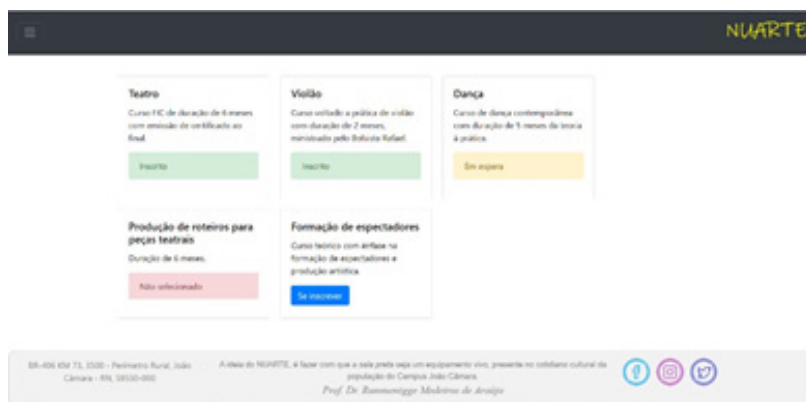 NUARTE
Teatro
Curso FIC de duração de 6 meses
com emissão de certificado ao
final.
Inscrito
Violão
Curso voltado a prática de violão
com duração de 2 meses,
ministrado pelo Bolsista Rafael.
Inscrito
Dança
Curso de dança contemporânea
com duração de 5 meses da teoria
à prática.
Em espera
Produção de roteiros para
peças teatrais
Duração de 6 meses.
Não selecionado
Formação de espectadores
Curso teórico com ênfase na
formação de espectadores e
produção artística.
Se inscrever
BR-406 KM 73, 3500 - Perímetro Rural, João
Câmara - RN, 59550-000
A ideia do NUARTE, é fazer com que a sala preta seja um equipamento vivo, presente no cotidiano cultural da
população do Campus João Câmara.
Prof. Dr. Rummenigge Medeiros de Araújo